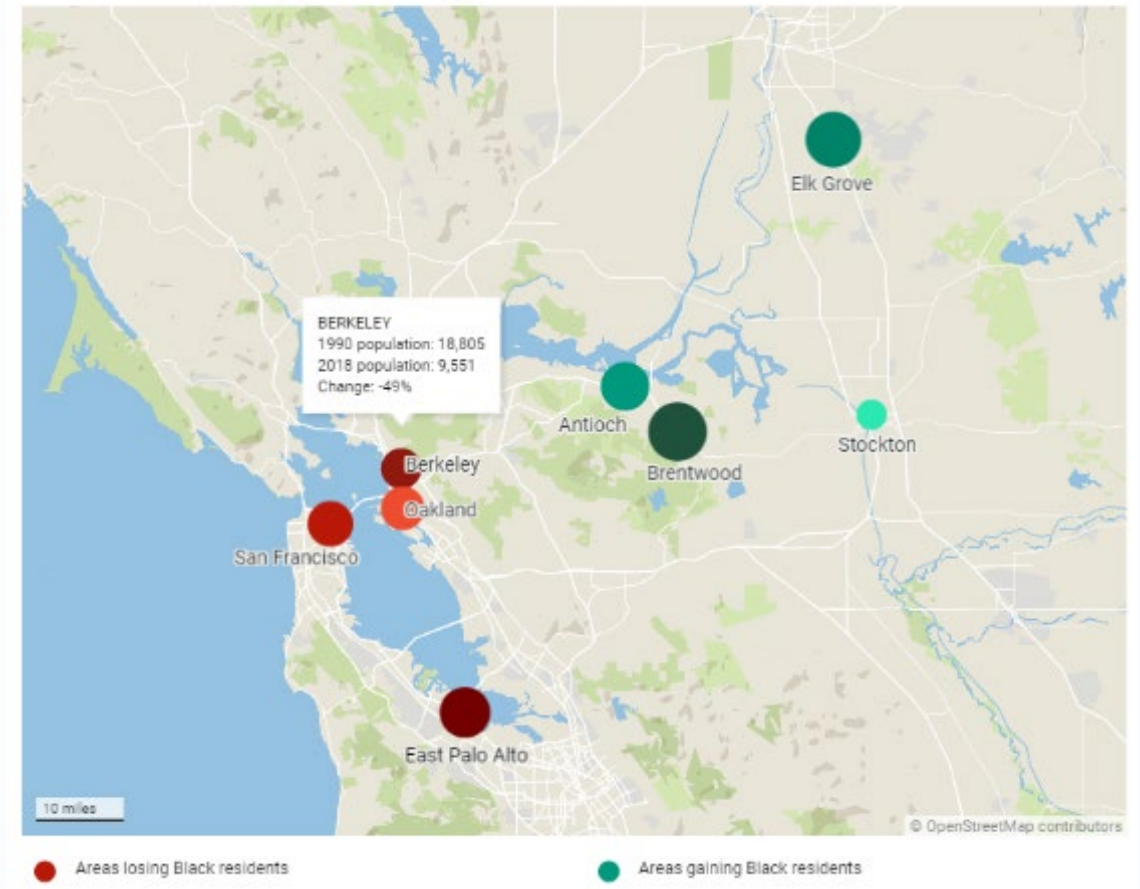 Elk Grove
BERKELEY
1990 population: 18,805
2018 population: 9,551
Change: -49%
Antioch
Stockton
Brentwood
Berkeley
Oakland
San Francisco
East Palo Alto
10 miles
© OpenStreetMap contributors
Areas losing Black residents
Areas gaining Black residents